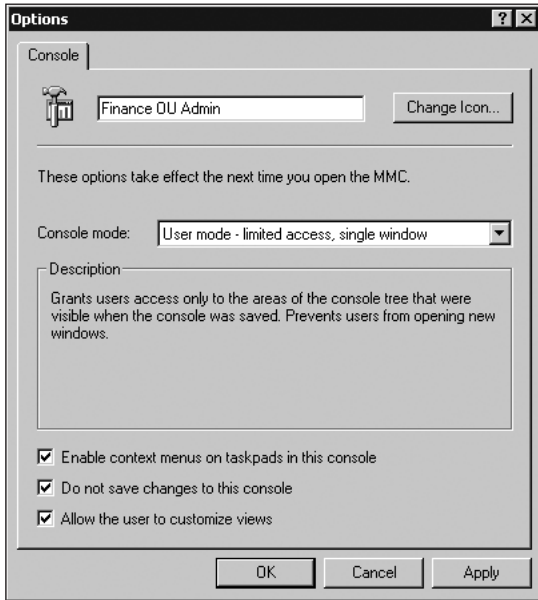 Options
Console
Finance OU Admin
Change Icon...
These options take effect the next time you open the MMC.
Console mode:
User mode - limited access, single window
Description
Grants users access only to the areas of the console tree that were
visible when the console was saved. Prevents users from opening new
windows.
Enable context menus on taskpads in this console
Do not save changes to this console
Allow the user to customize views
OK
Cancel
Apply